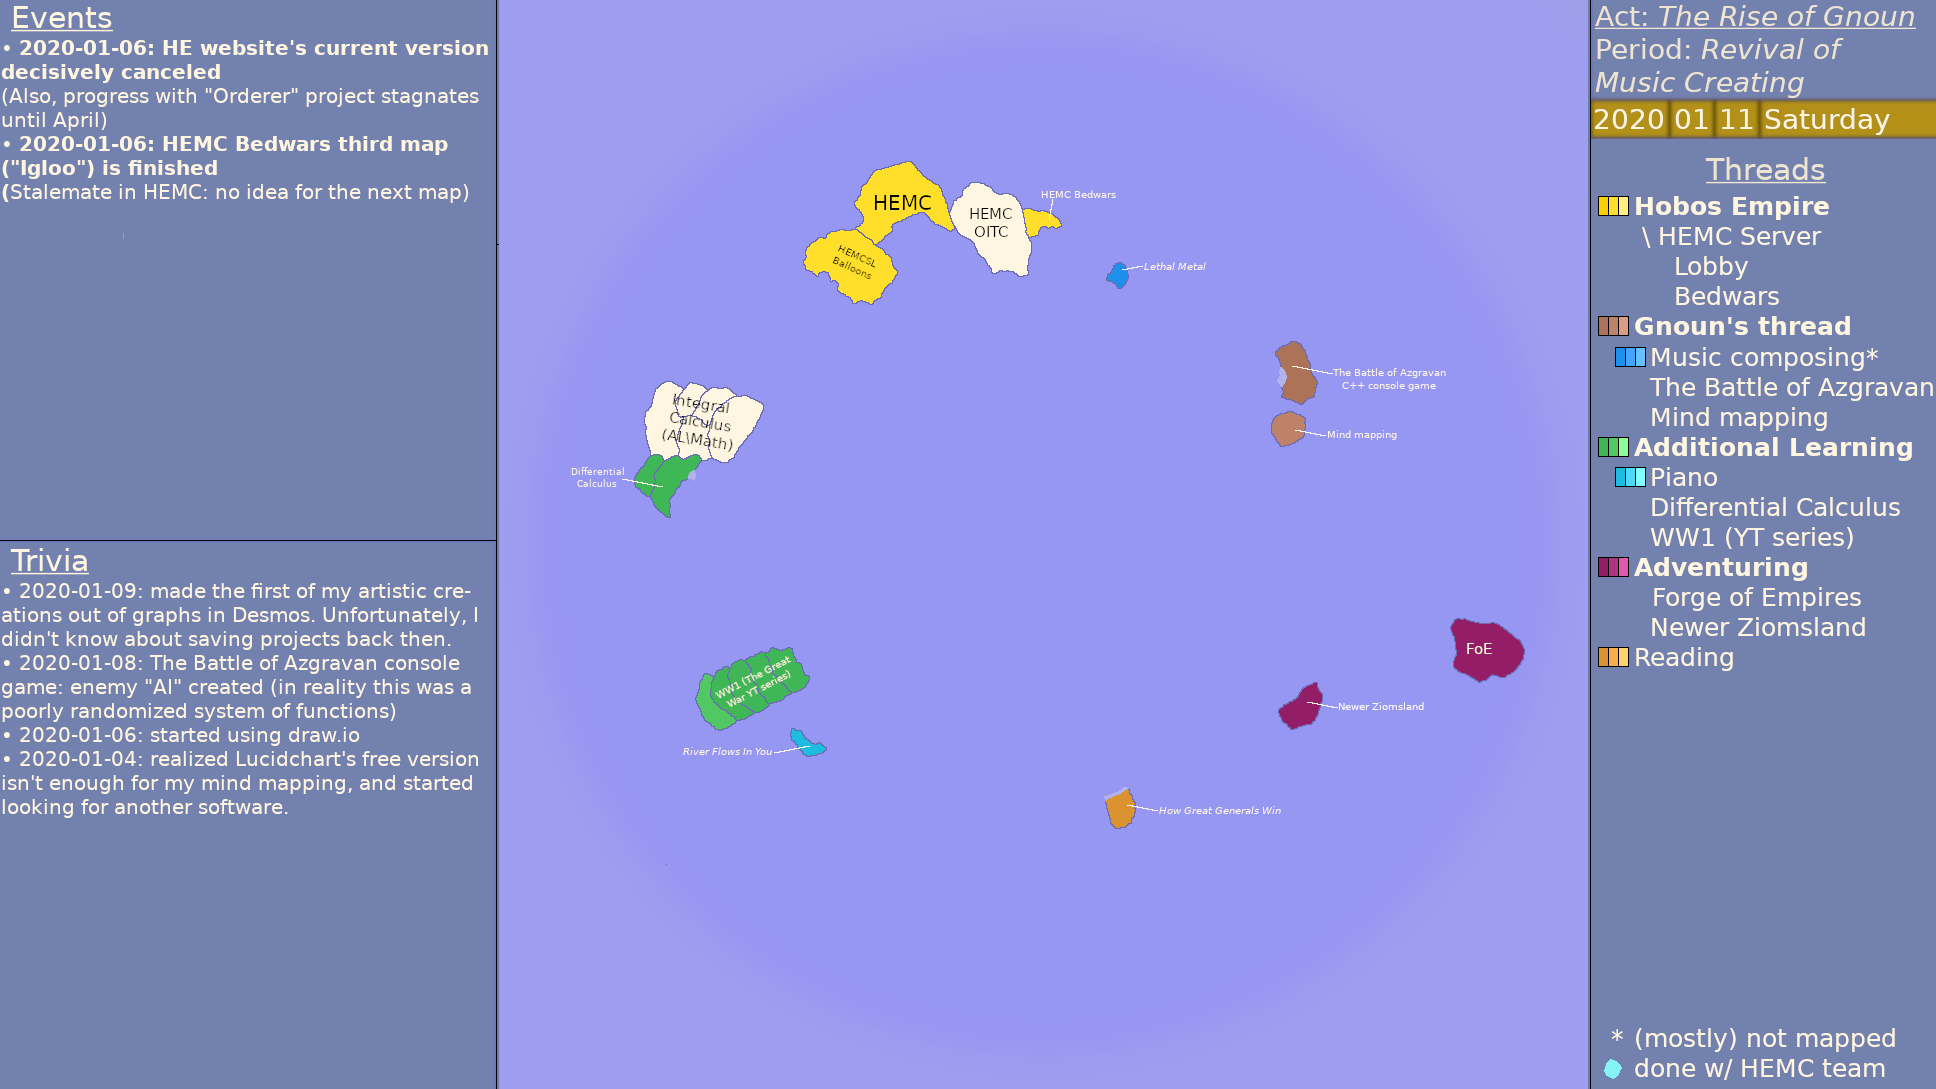 Events
• 2020-01-06: HE website's current version
decisively canceled
(Also, progress with "Orderer" project stagnates
until April)
• 2020-01-06: HEMC Bedwars third map
("Igloo") is finished
(Stalemate in HEMC: no idea for the next map)
Trivia
• 2020-01-09: made the first of my artistic cre-
ations out of graphs in Desmos. Unfortunately, I
didn't know about saving projects back then.
• 2020-01-08: The Battle of Azgravan console
game: enemy "AI" created (in reality this was a
poorly randomized system of functions)
• 2020-01-06: started using draw.io
• 2020-01-04: realized Lucidchart's free version
isn't enough for my mind mapping, and started
looking for another software.
HEMC
HEMC
OITC
HEMC Bedwars
HEMCSL
Balloons
Lethal Metal
The Battle of Azgravan
C++ console game
Mind mapping
Integral
Calculus
(AL\Math)
Differential
Calculus
WW1 (The Great
War YT series)
River Flows In You
FoE
Newer Ziomsland
How Great Generals Win
Act: The Rise of Gnoun
Period: Revival of
Music Creating
2020 01 11 Saturday
Threads
Hobos Empire
\ HEMC Server
Lobby
Bedwars
Gnoun's thread
Music composing*
The Battle of Azgravan
Mind mapping
Additional Learning
Piano
Differential Calculus
WW1 (YT series)
Adventuring
Forge of Empires
Newer Ziomsland
Reading
* (mostly) not mapped
done w/ HEMC team